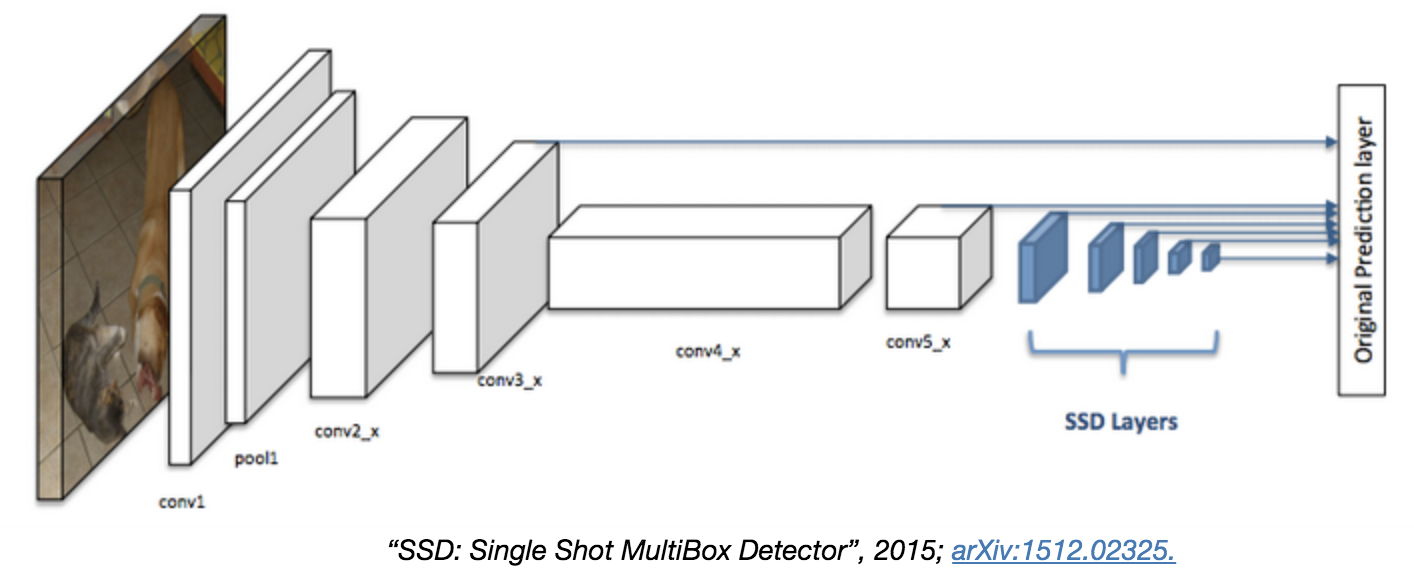 conv1
pool1
conv2_x
conv3_x
conv4_x
conv5_x
SSD Layers
Original Prediction layer
“SSD: Single Shot MultiBox Detector”, 2015; arXiv:1512.02325.